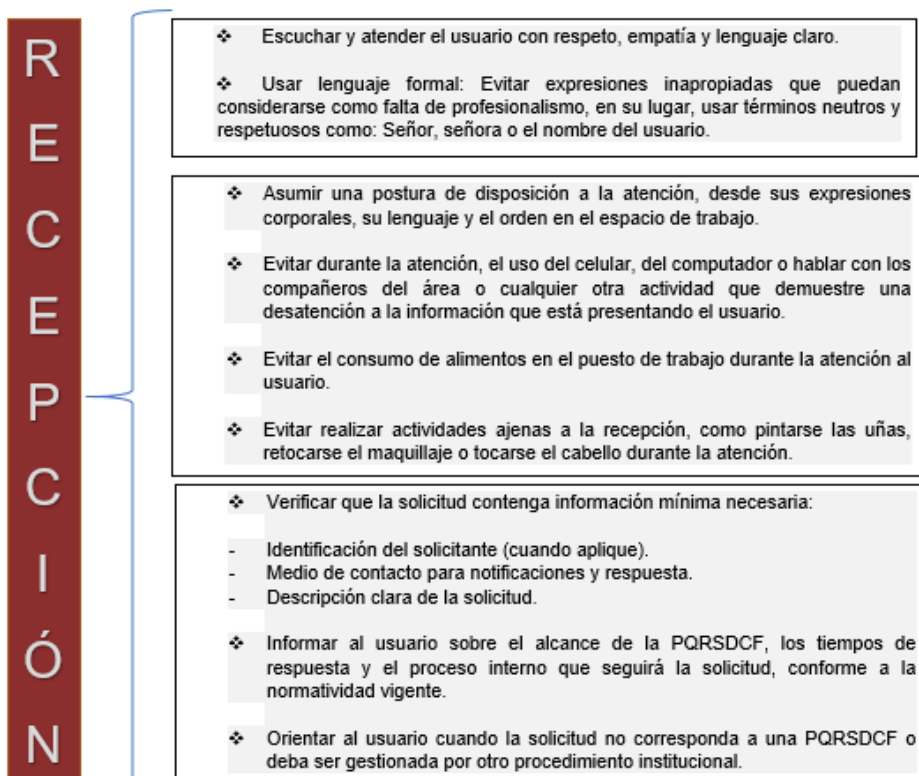 RECEPCIÓN
❖ Escuchar y atender el usuario con respeto, empatía y lenguaje claro.
❖ Usar lenguaje formal: Evitar expresiones inapropiadas que puedan
considerarse como falta de profesionalismo, en su lugar, usar términos neutros y
respetuosos como: Señor, señora o el nombre del usuario.
❖ Asumir una postura de disposición a la atención, desde sus expresiones
corporales, su lenguaje y el orden en el espacio de trabajo.
❖ Evitar durante la atención, el uso del celular, del computador o hablar con los
compañeros del área o cualquier otra actividad que demuestre una
desatención a la información que está presentando el usuario.
❖ Evitar el consumo de alimentos en el puesto de trabajo durante la atención al
usuario.
❖ Evitar realizar actividades ajenas a la recepción, como pintarse las uñas,
retocarse el maquillaje o tocarse el cabello durante la atención.
❖ Verificar que la solicitud contenga información mínima necesaria:
- Identificación del solicitante (cuando aplique).
- Medio de contacto para notificaciones y respuesta.
- Descripción clara de la solicitud.
❖ Informar al usuario sobre el alcance de la PQRSDCF, los tiempos de
respuesta y el proceso interno que seguirá la solicitud, conforme a la
normatividad vigente.
❖ Orientar al usuario cuando la solicitud no corresponda a una PQRSDCF o
deba ser gestionada por otro procedimiento institucional.